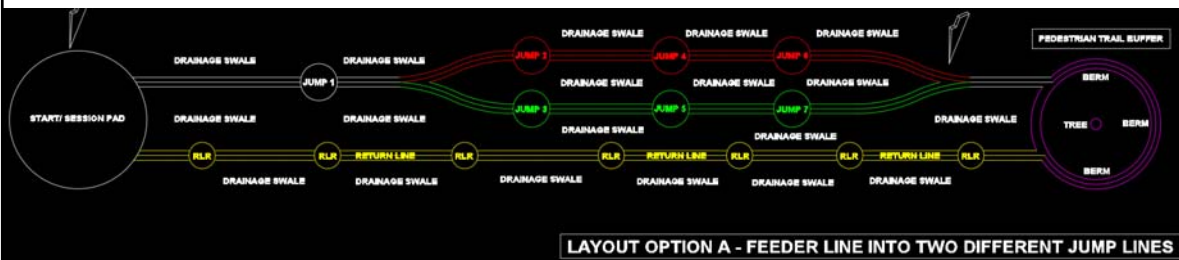 DRAINAGE SWALE DRAINAGE SWALE DRAINAGE SWALE
PEDESTRIAN TRAIL BUFFER
DRAINAGE SWALE DRAINAGE SWALE
JUMP 2 JUMP 4 JUMP 6
JUMP 1 DRAINAGE SWALE DRAINAGE SWALE DRAINAGE SWALE BERM
JUMP 3 JUMP 5 JUMP 7
START/ SESSION PAD DRAINAGE SWALE DRAINAGE SWALE DRAINAGE SWALE TREE BERM
DRAINAGE SWALE DRAINAGE SWALE
RLR RLR RETURN LINE RLR RLR RETURN LINE RLR RLR RETURN LINE RLR
BERM
DRAINAGE SWALE DRAINAGE SWALE DRAINAGE SWALE DRAINAGE SWALE DRAINAGE SWALE DRAINAGE SWALE
LAYOUT OPTION A - FEEDER LINE INTO TWO DIFFERENT JUMP LINES